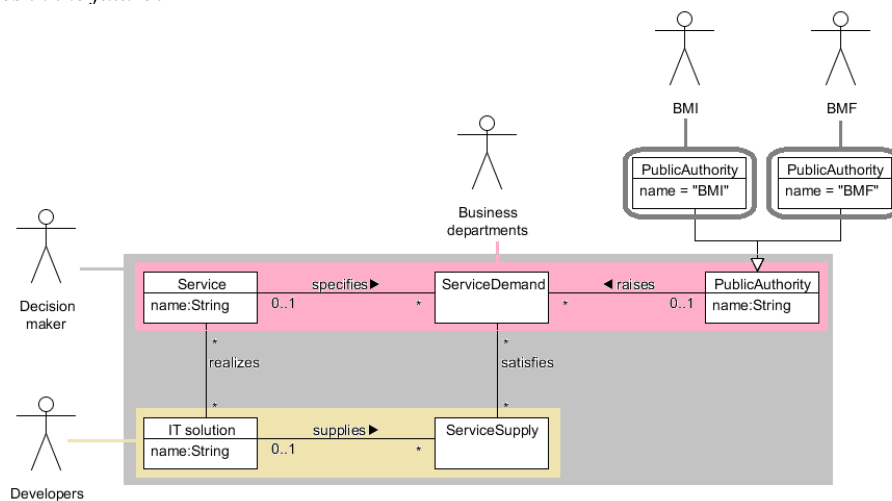 BMI
BMF
PublicAuthority
name = "BMI"
PublicAuthority
name = "BMF"
Business
departments
Decision
maker
Service
name:String
specifies
0..1
*
ServiceDemand
raises
*
0..1
PublicAuthority
name:String
*
realizes
*
*
satisfies
*
IT solution
name:String
supplies
0..1
*
ServiceSupply
Developers